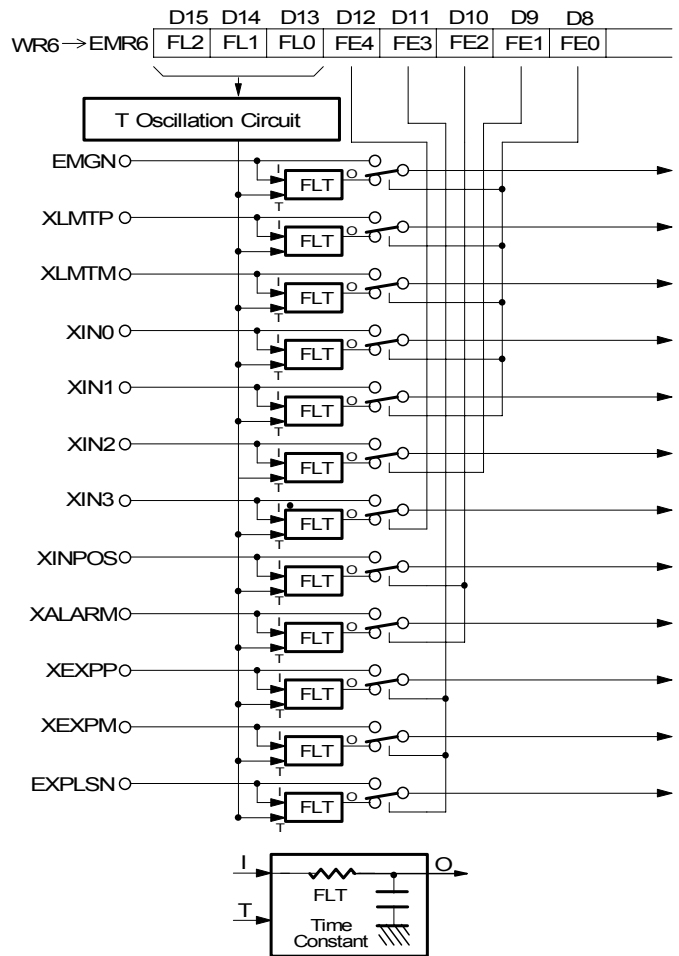 D15 D14 D13 D12 D11 D10 D9 D8
WR6→EMR6 FL2 FL1 FL0 FE4 FE3 FE2 FE1 FE0
T Oscillation Circuit
EMGN
I FLT O
T
XLMTP
I FLT O
T
XLMTM
I FLT O
T
XIN0
I FLT O
T
XIN1
I FLT O
T
XIN2
I FLT O
T
XIN3
I FLT O
T
XINPOS
I FLT O
T
XALARM
I FLT O
T
XEXPP
I FLT O
T
XEXPM
I FLT O
T
EXPLSN
I FLT O
T
I O
FLT
T
Time
Constant